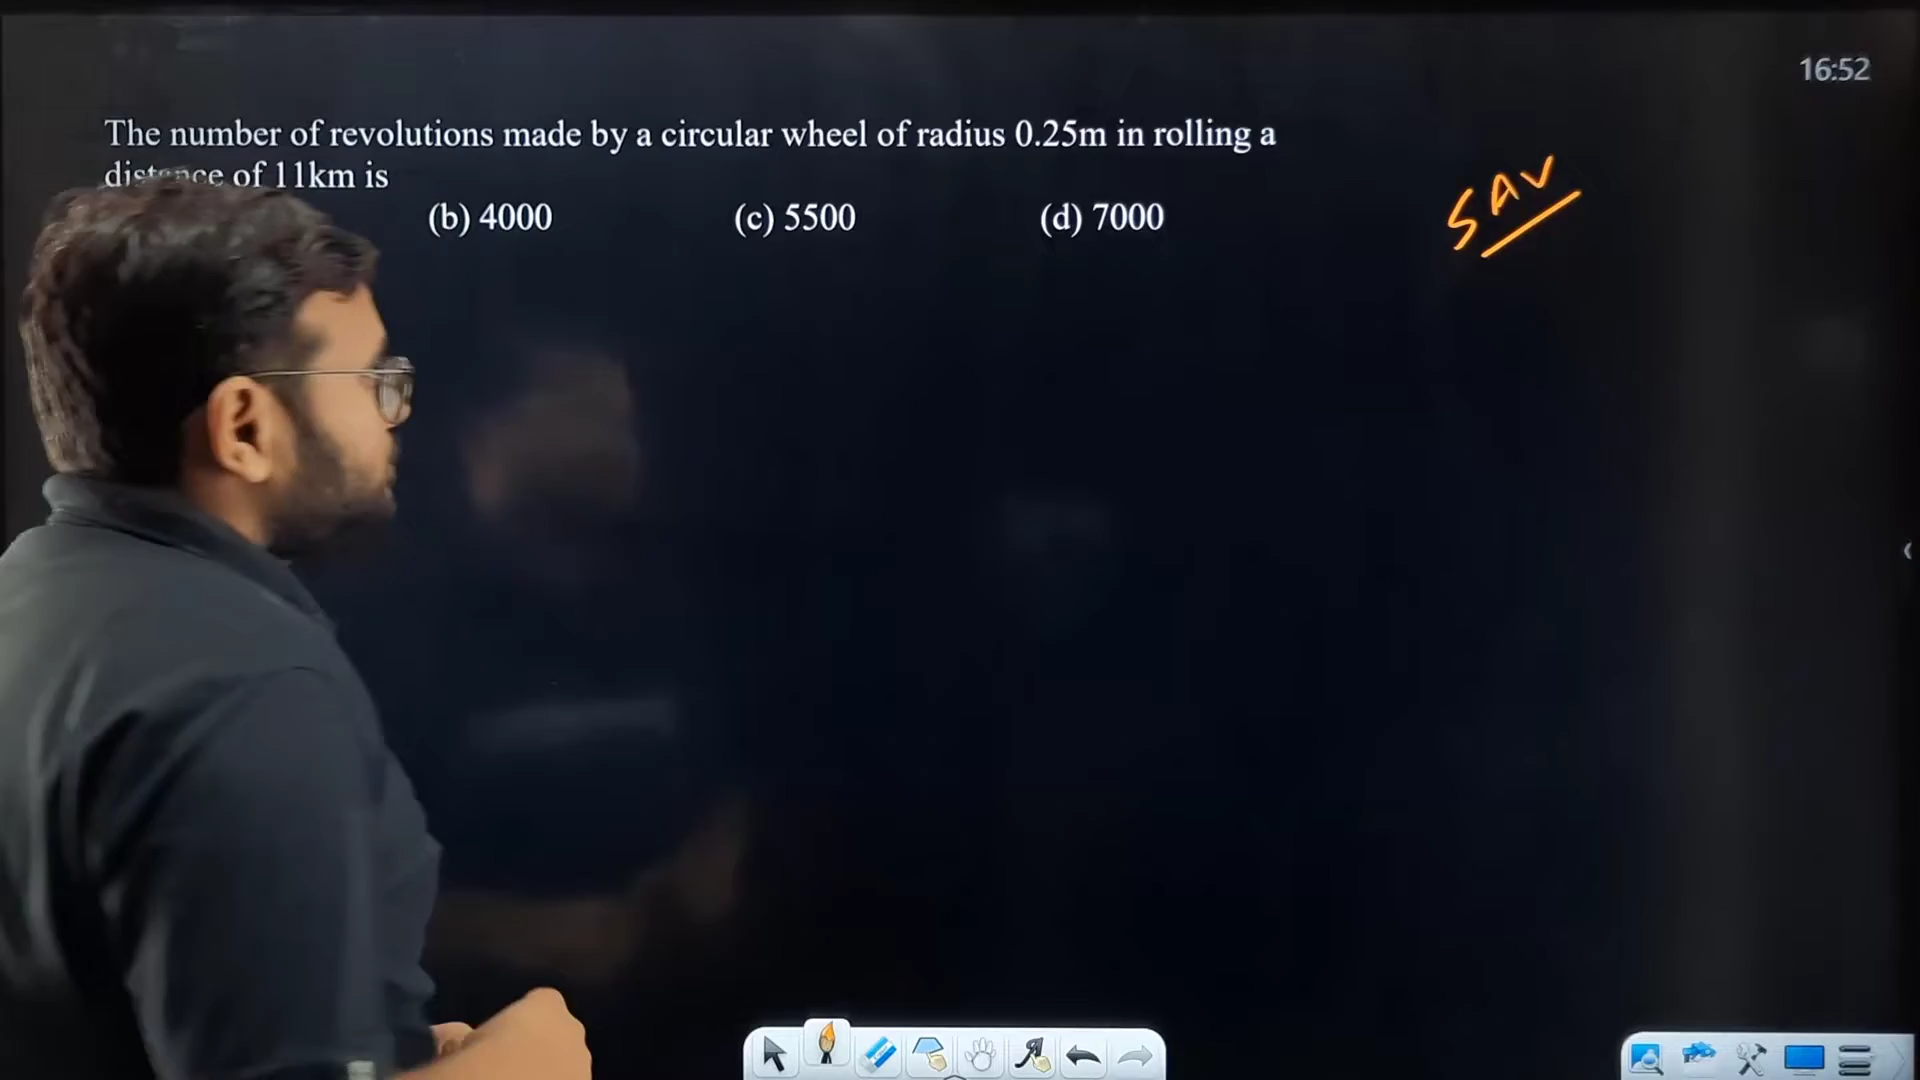 16:52
The number of revolutions made by a circular wheel of radius 0.25m in rolling a
distance of 11km is
(b) 4000 (c) 5500 (d) 7000
SAV